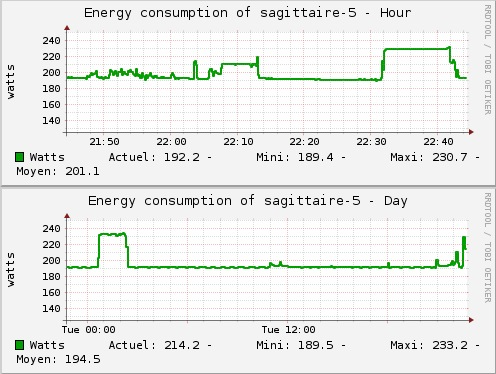 Energy consumption of sagittaire-5 - Hour
RRDTOOL / TOBI OETIKER
watts
240
220
200
180
160
140
21:50 22:00 22:10 22:20 22:30 22:40
Watts Actuel: 192.2 - Mini: 189.4 - Maxi: 230.7 -
Moyen: 201.1
Energy consumption of sagittaire-5 - Day
RRDTOOL / TOBI OETIKER
watts
240
220
200
180
160
140
Tue 00:00 Tue 12:00
Watts Actuel: 214.2 - Mini: 189.5 - Maxi: 233.2 -
Moyen: 194.5